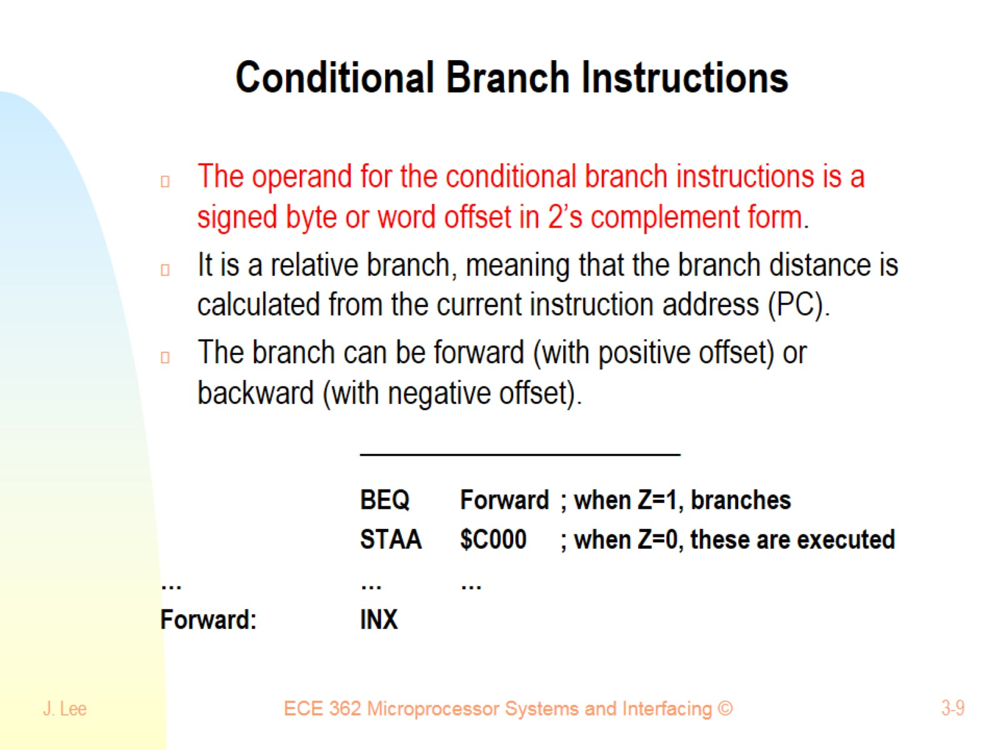 Conditional Branch Instructions
The operand for the conditional branch instructions is a
signed byte or word offset in 2’s complement form.
It is a relative branch, meaning that the branch distance is
calculated from the current instruction address (PC).
The branch can be forward (with positive offset) or
backward (with negative offset).
BEQ Forward ; when Z=1, branches
STAA $C000 ; when Z=0, these are executed
... ... ...
Forward: INX
J. Lee ECE 362 Microprocessor Systems and Interfacing © 3-9